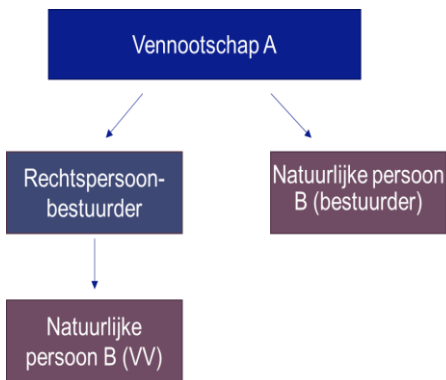 Vennootschap A
Rechtspersoon-
bestuurder
Natuurlijke persoon
B (bestuurder)
Natuurlijke
persoon B (VV)